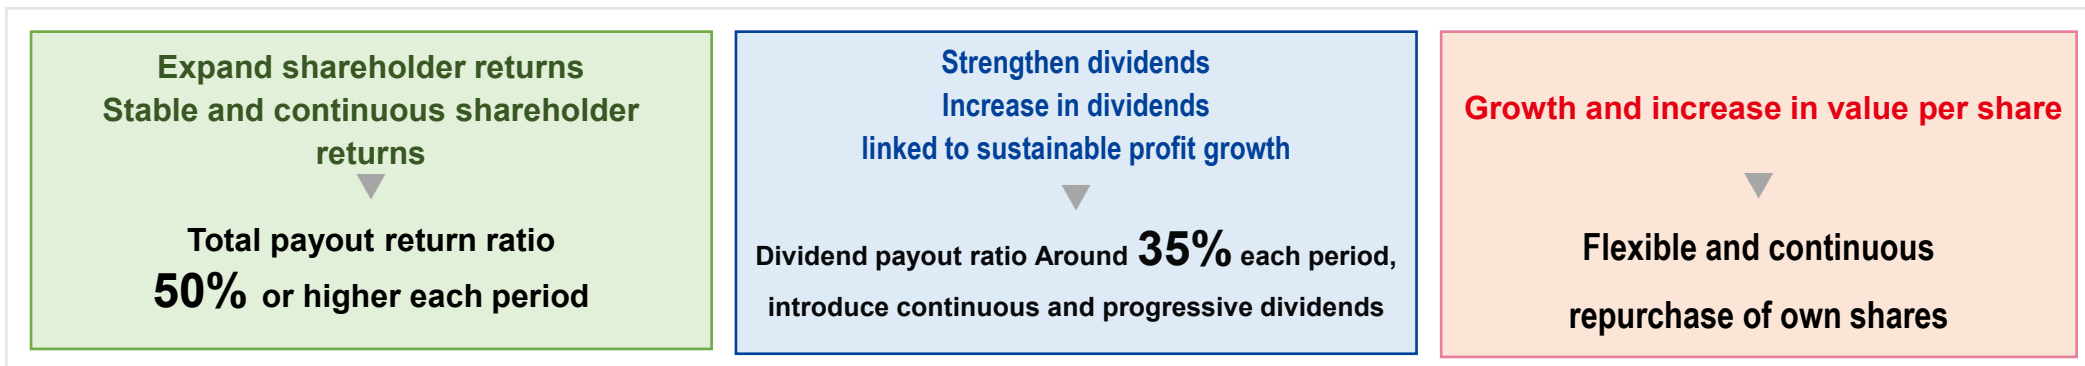 Expand shareholder returns
Stable and continuous shareholder
returns
Total payout return ratio
50% or higher each period
Strengthen dividends
Increase in dividends
linked to sustainable profit growth
Dividend payout ratio Around 35% each period,
introduce continuous and progressive dividends
Growth and increase in value per share
Flexible and continuous
repurchase of own shares